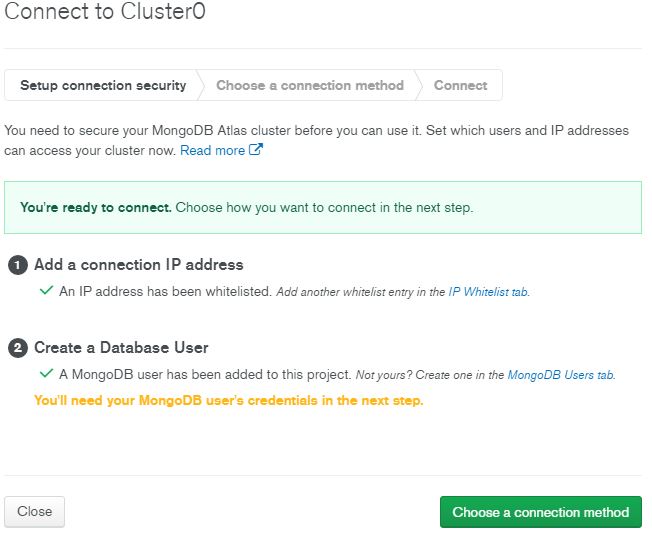 Connect to Cluster0
Setup connection security
Choose a connection method
Connect
You need to secure your MongoDB Atlas cluster before you can use it. Set which users and IP addresses
can access your cluster now. Read more
You're ready to connect. Choose how you want to connect in the next step.
1 Add a connection IP address
An IP address has been whitelisted. Add another whitelist entry in the IP Whitelist tab.
2 Create a Database User
A MongoDB user has been added to this project. Not yours? Create one in the MongoDB Users tab.
You'll need your MongoDB user's credentials in the next step.
Close
Choose a connection method